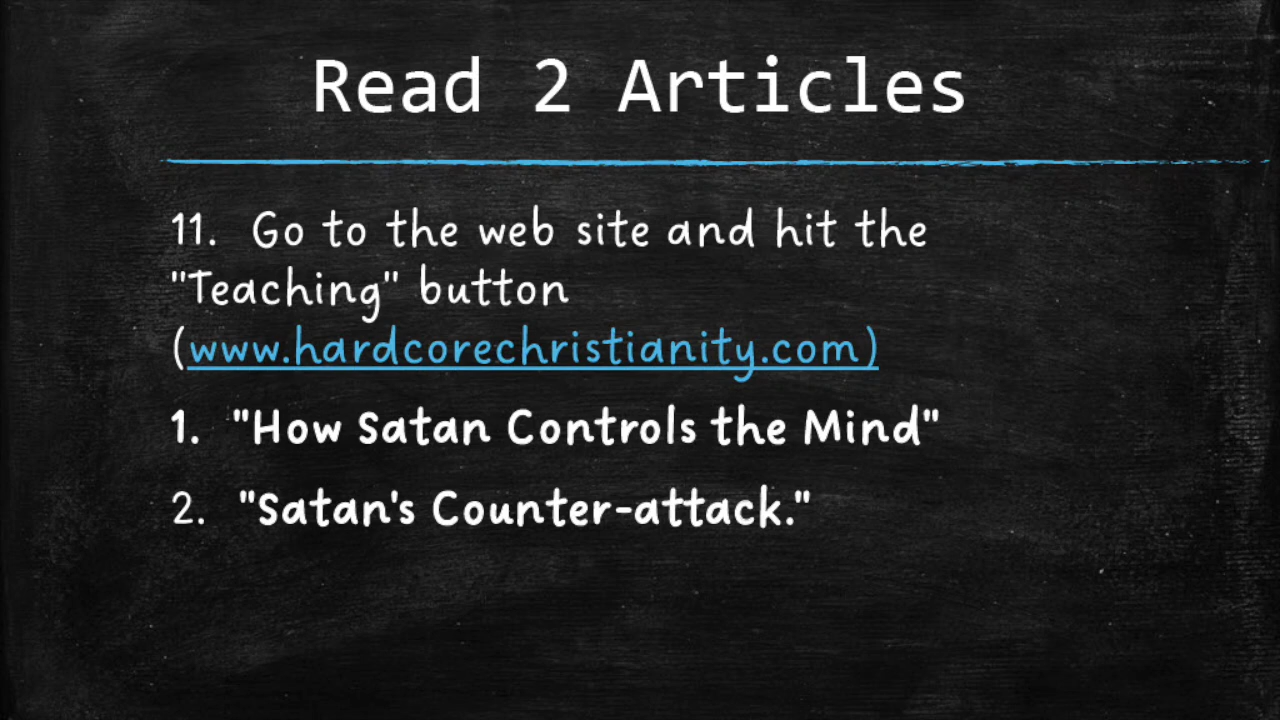 Read 2 Articles
11. Go to the web site and hit the
"Teaching" button
(www.hardcorechristianity.com)
1. "How Satan Controls the Mind"
2. "Satan's Counter-attack."